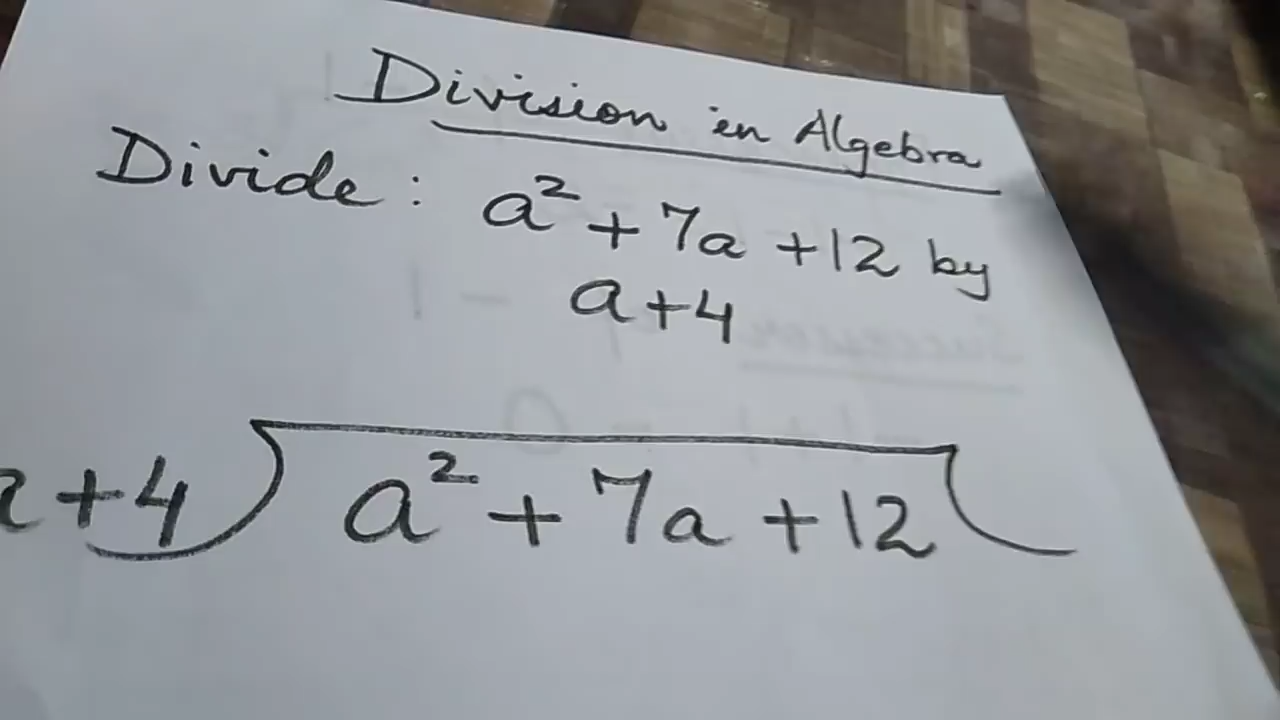 Division in Algebra
Divide : a² + 7a + 12 by
a + 4
a + 4) a² + 7a + 12 (